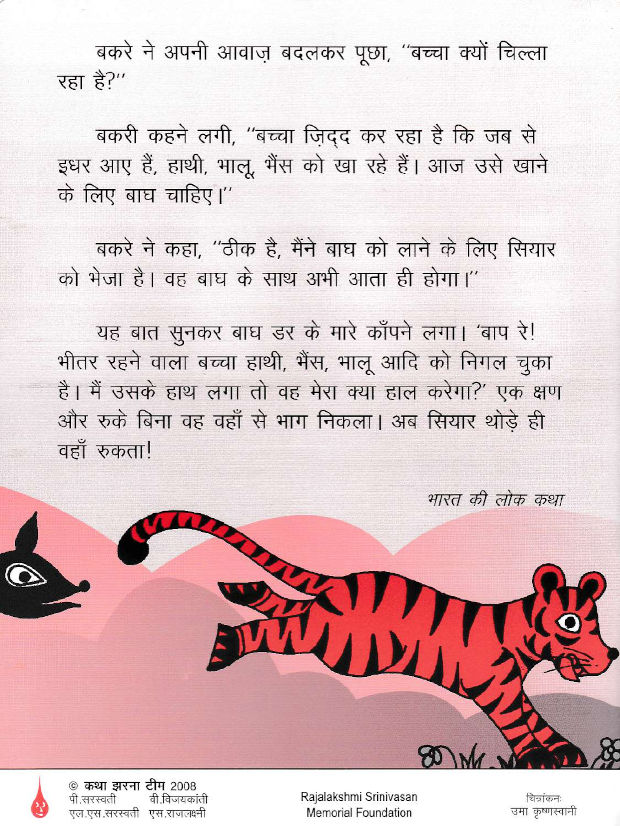 बकरे ने अपनी आवाज़ बदलकर पूछा, "बच्चा क्यों चिल्ला
रहा है?"
बकरी कहने लगी, "बच्चा ज़िद्द कर रहा है कि जब से
इधर आए हैं, हाथी, भालू, भैंस को खा रहे हैं। आज उसे खाने
के लिए बाघ चाहिए।"
बकरे ने कहा, "ठीक है, मैंने बाघ को लाने के लिए सियार
को भेजा है। वह बाघ के साथ अभी आता ही होगा।"
यह बात सुनकर बाघ डर के मारे काँपने लगा। 'बाप रे!
भीतर रहने वाला बच्चा हाथी, भैंस, भालू आदि को निगल चुका
है। मैं उसके हाथ लगा तो वह मेरा क्या हाल करेगा?' एक क्षण
और रुके बिना वह वहाँ से भाग निकला। अब सियार थोड़े ही
वहाँ रुकता!
भारत की लोक कथा
© कथा झरना टीम 2008
पी.सरस्वती वी.विजयकांती
एल.एस.सरस्वती एस.राजलक्ष्मी
Rajalakshmi Srinivasan
Memorial Foundation
चित्रांकनः
उमा कृष्णस्वामी